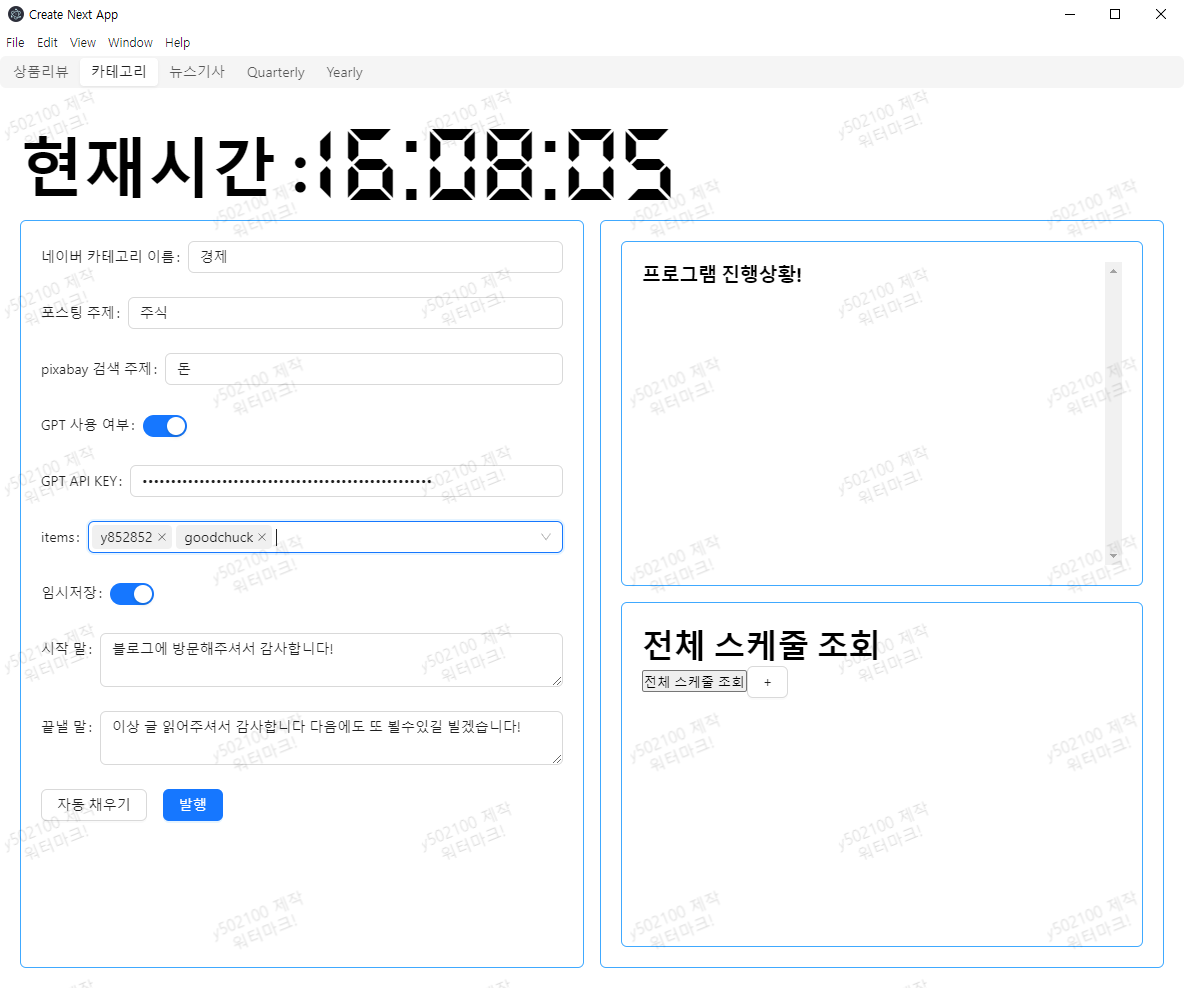 Create Next App
File Edit View Window Help
상품리뷰 카테고리 뉴스기사 Quarterly Yearly
현재시간 :16:08:05
네이버 카테고리 이름: 경제
포스팅 주제: 주식
pixabay 검색 주제: 돈
GPT 사용 여부:
GPT API KEY: ••••••••••••••••••••••••••••••••••••••••••••••••••
items: y852852 × goodchuck ×
임시저장:
시작 말: 블로그에 방문해주셔서 감사합니다!
끝낼 말: 이상 글 읽어주셔서 감사합니다 다음에도 또 뵐수있길 빌겠습니다!
자동 채우기 발행
프로그램 진행상황!
전체 스케줄 조회
전체 스케줄 조회 +
y502100 제작
워터마크!